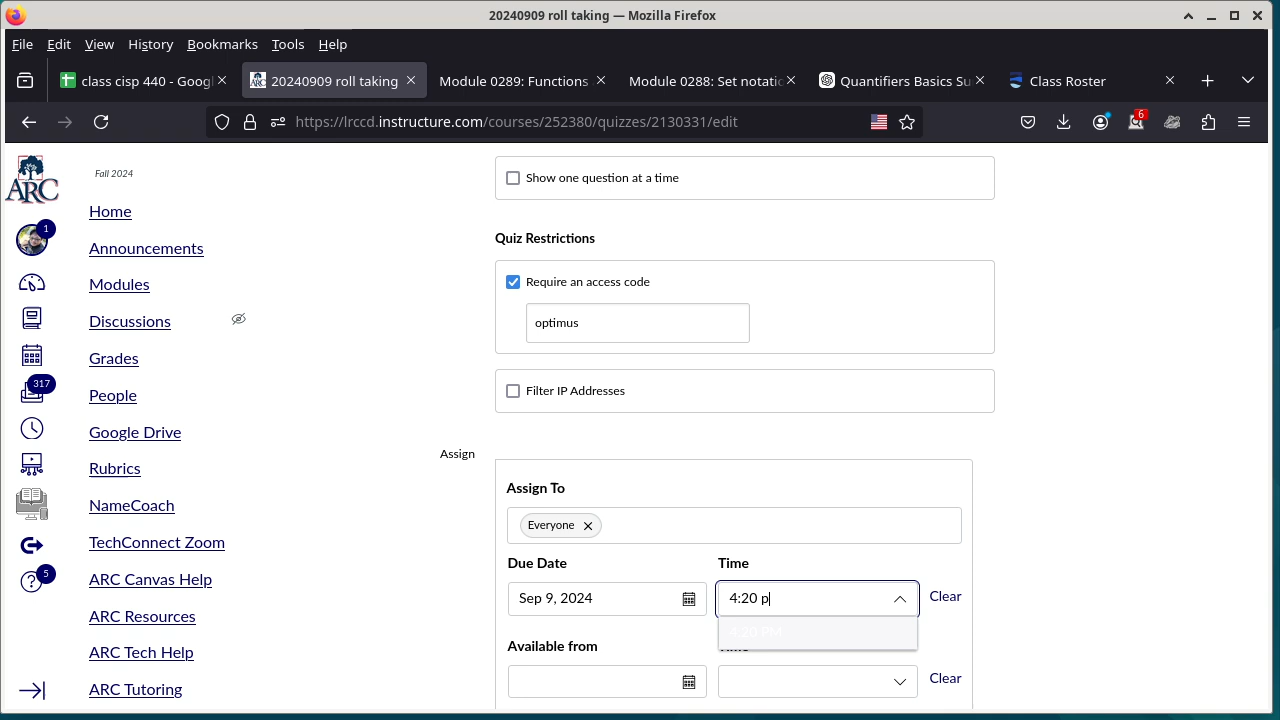 20240909 roll taking — Mozilla Firefox
File Edit View History Bookmarks Tools Help
class cisp 440 - Googl 20240909 roll taking Module 0289: Functions Module 0288: Set notatic Quantifiers Basics Su Class Roster
https://lrccd.instructure.com/courses/252380/quizzes/2130331/edit
6
ARC
1
317
5
Fall 2024
Home
Announcements
Modules
Discussions
Grades
People
Google Drive
Rubrics
NameCoach
TechConnect Zoom
ARC Canvas Help
ARC Resources
ARC Tech Help
ARC Tutoring
Show one question at a time
Quiz Restrictions
Require an access code
optimus
Filter IP Addresses
Assign
Assign To
Everyone
Due Date Time
Sep 9, 2024 4:20 p Clear
4:20 PM
Available from
Clear